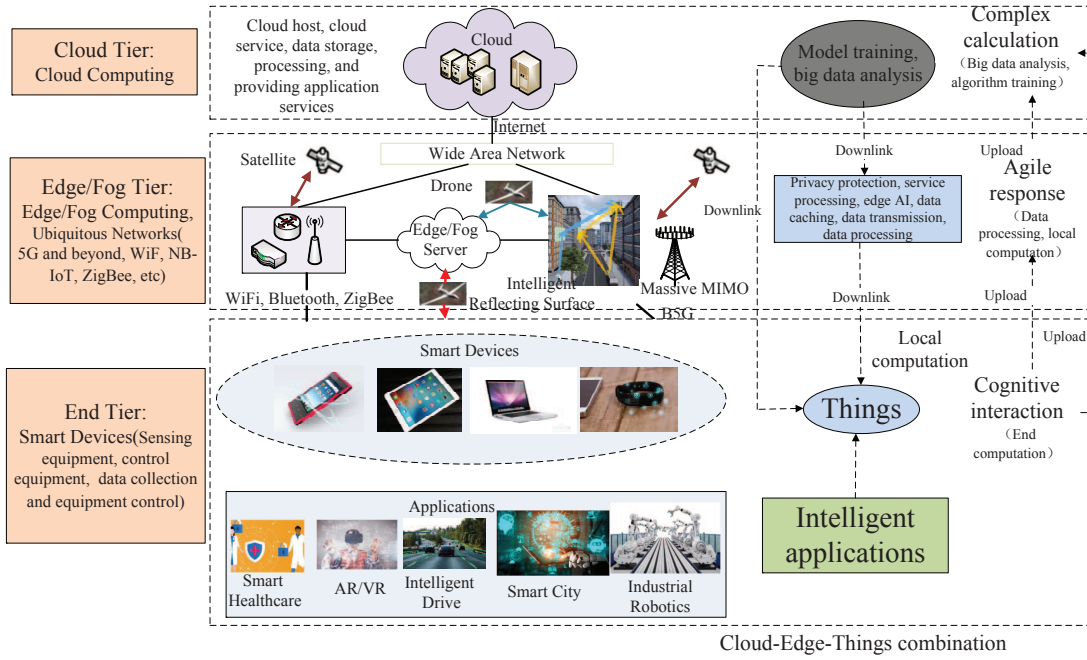 Cloud Tier:
Cloud Computing
Cloud host, cloud
service, data storage,
processing, and
providing application
services
Cloud
Model training,
big data analysis
Complex
calculation
（Big data analysis,
algorithm training）
Internet
Wide Area Network
Edge/Fog Tier:
Edge/Fog Computing,
Ubiquitous Networks(
5G and beyond, WiF, NB-
IoT, ZigBee, etc)
Satellite
Drone
Edge/Fog
Server
WiFi, Bluetooth, ZigBee
Intelligent
Reflecting Surface
Massive MIMO
B5G
Downlink
Downlink
Privacy protection, service
processing, edge AI, data
caching, data transmission,
data processing
Downlink
Upload
Agile
response
（Data
processing, local
computaton）
Upload
End Tier:
Smart Devices(Sensing
equipment, control
equipment, data collection
and equipment control)
Smart Devices
Local
computation
Upload
Things
Cognitive
interaction
（End
computation）
Intelligent
applications
Applications
Smart
Healthcare
AR/VR
Intelligent
Drive
Smart City
Industrial
Robotics
Cloud-Edge-Things combination